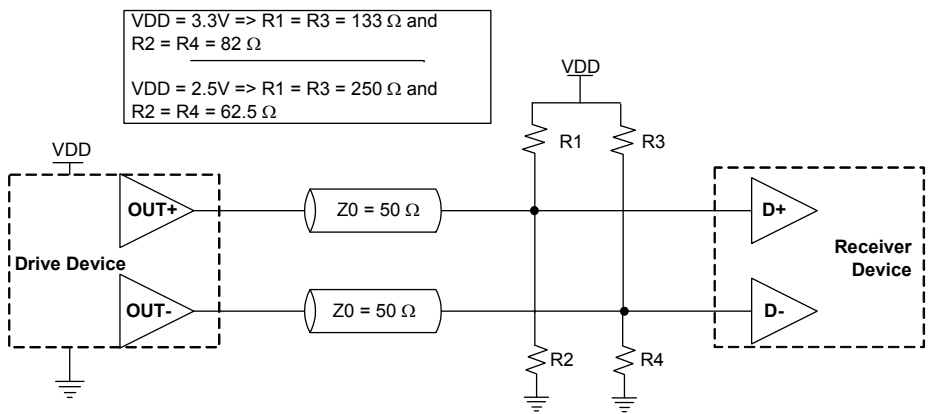 VDD = 3.3V => R1 = R3 = 133 Ω and
R2 = R4 = 82 Ω
VDD = 2.5V => R1 = R3 = 250 Ω and
R2 = R4 = 62.5 Ω
VDD
R1
R3
VDD
OUT+
Z0 = 50 Ω
D+
Drive Device
Receiver
Device
OUT-
Z0 = 50 Ω
D-
R2
R4